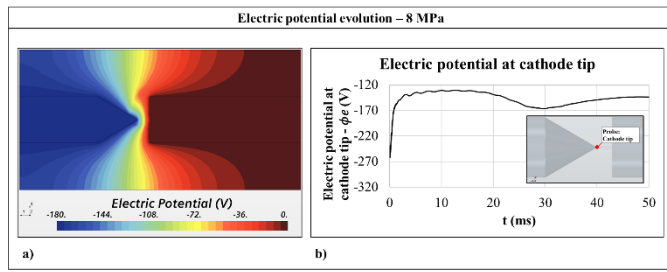 Electric potential evolution – 8 MPa
a)
Electric Potential (V)
-180. -144. -108. -72. -36. 0.
b)
Electric potential at cathode tip
Electric potential at
cathode tip - ϕe (V)
-120
-170
-220
-270
-320
0 10 20 30 40 50
t (ms)
Probe:
Cathode tip